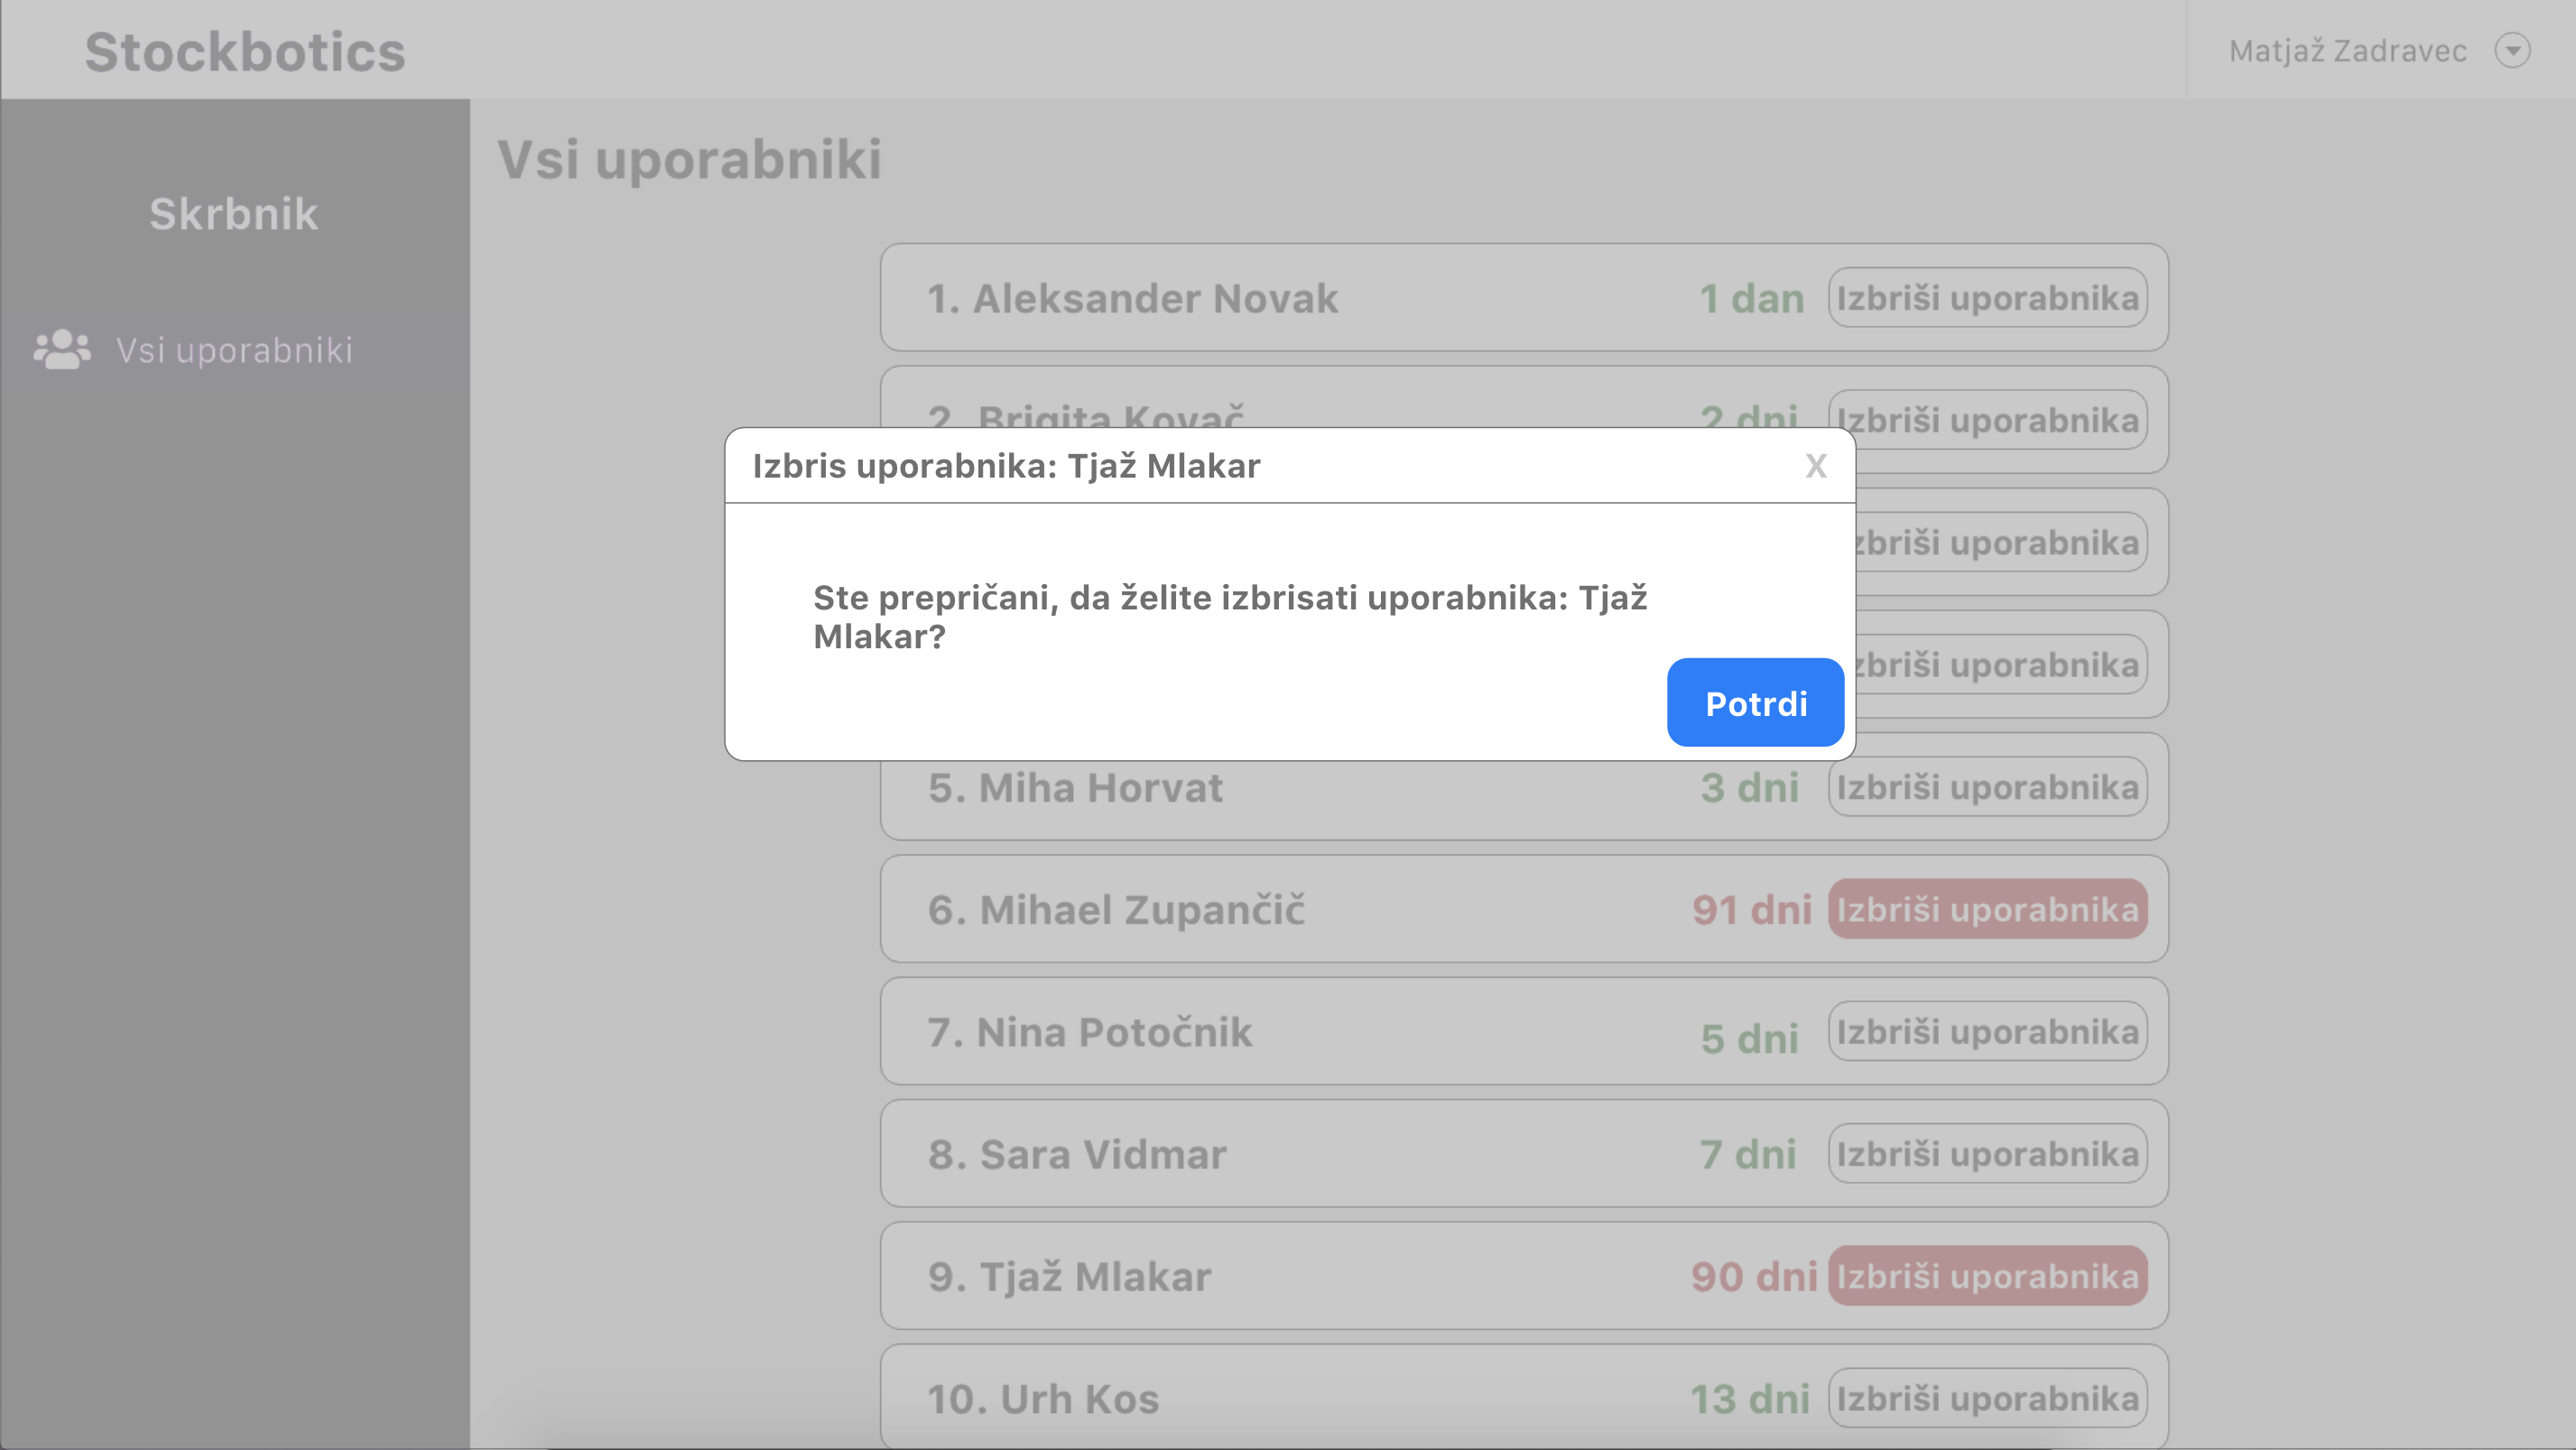 Stockbotics
Matjaž Zadravec
Skrbnik
Vsi uporabniki
Vsi uporabniki
1. Aleksander Novak 1 dan Izbriši uporabnika
2. Brigita Kovač 2 dni Izbriši uporabnika
Izbris uporabnika: Tjaž Mlakar X
Ste prepričani, da želite izbrisati uporabnika: Tjaž
Mlakar?
Potrdi
zbriši uporabnika
zbriši uporabnika
5. Miha Horvat 3 dni Izbriši uporabnika
6. Mihael Zupančič 91 dni Izbriši uporabnika
7. Nina Potočnik 5 dni Izbriši uporabnika
8. Sara Vidmar 7 dni Izbriši uporabnika
9. Tjaž Mlakar 90 dni Izbriši uporabnika
10. Urh Kos 13 dni Izbriši uporabnika